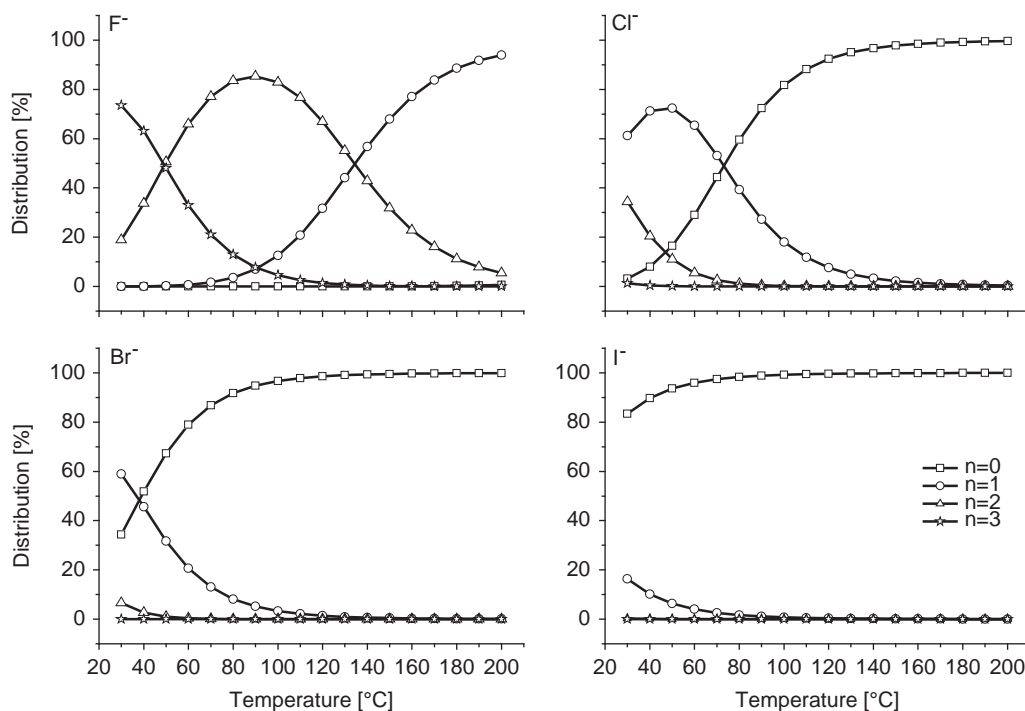 F-
Cl-
Distribution [%]
100
80
60
40
20
0
Br-
I-
Distribution [%]
100
80
60
40
20
0
n=0
n=1
n=2
n=3
20 40 60 80 100 120 140 160 180 200
20 40 60 80 100 120 140 160 180 200
Temperature [°C]
Temperature [°C]